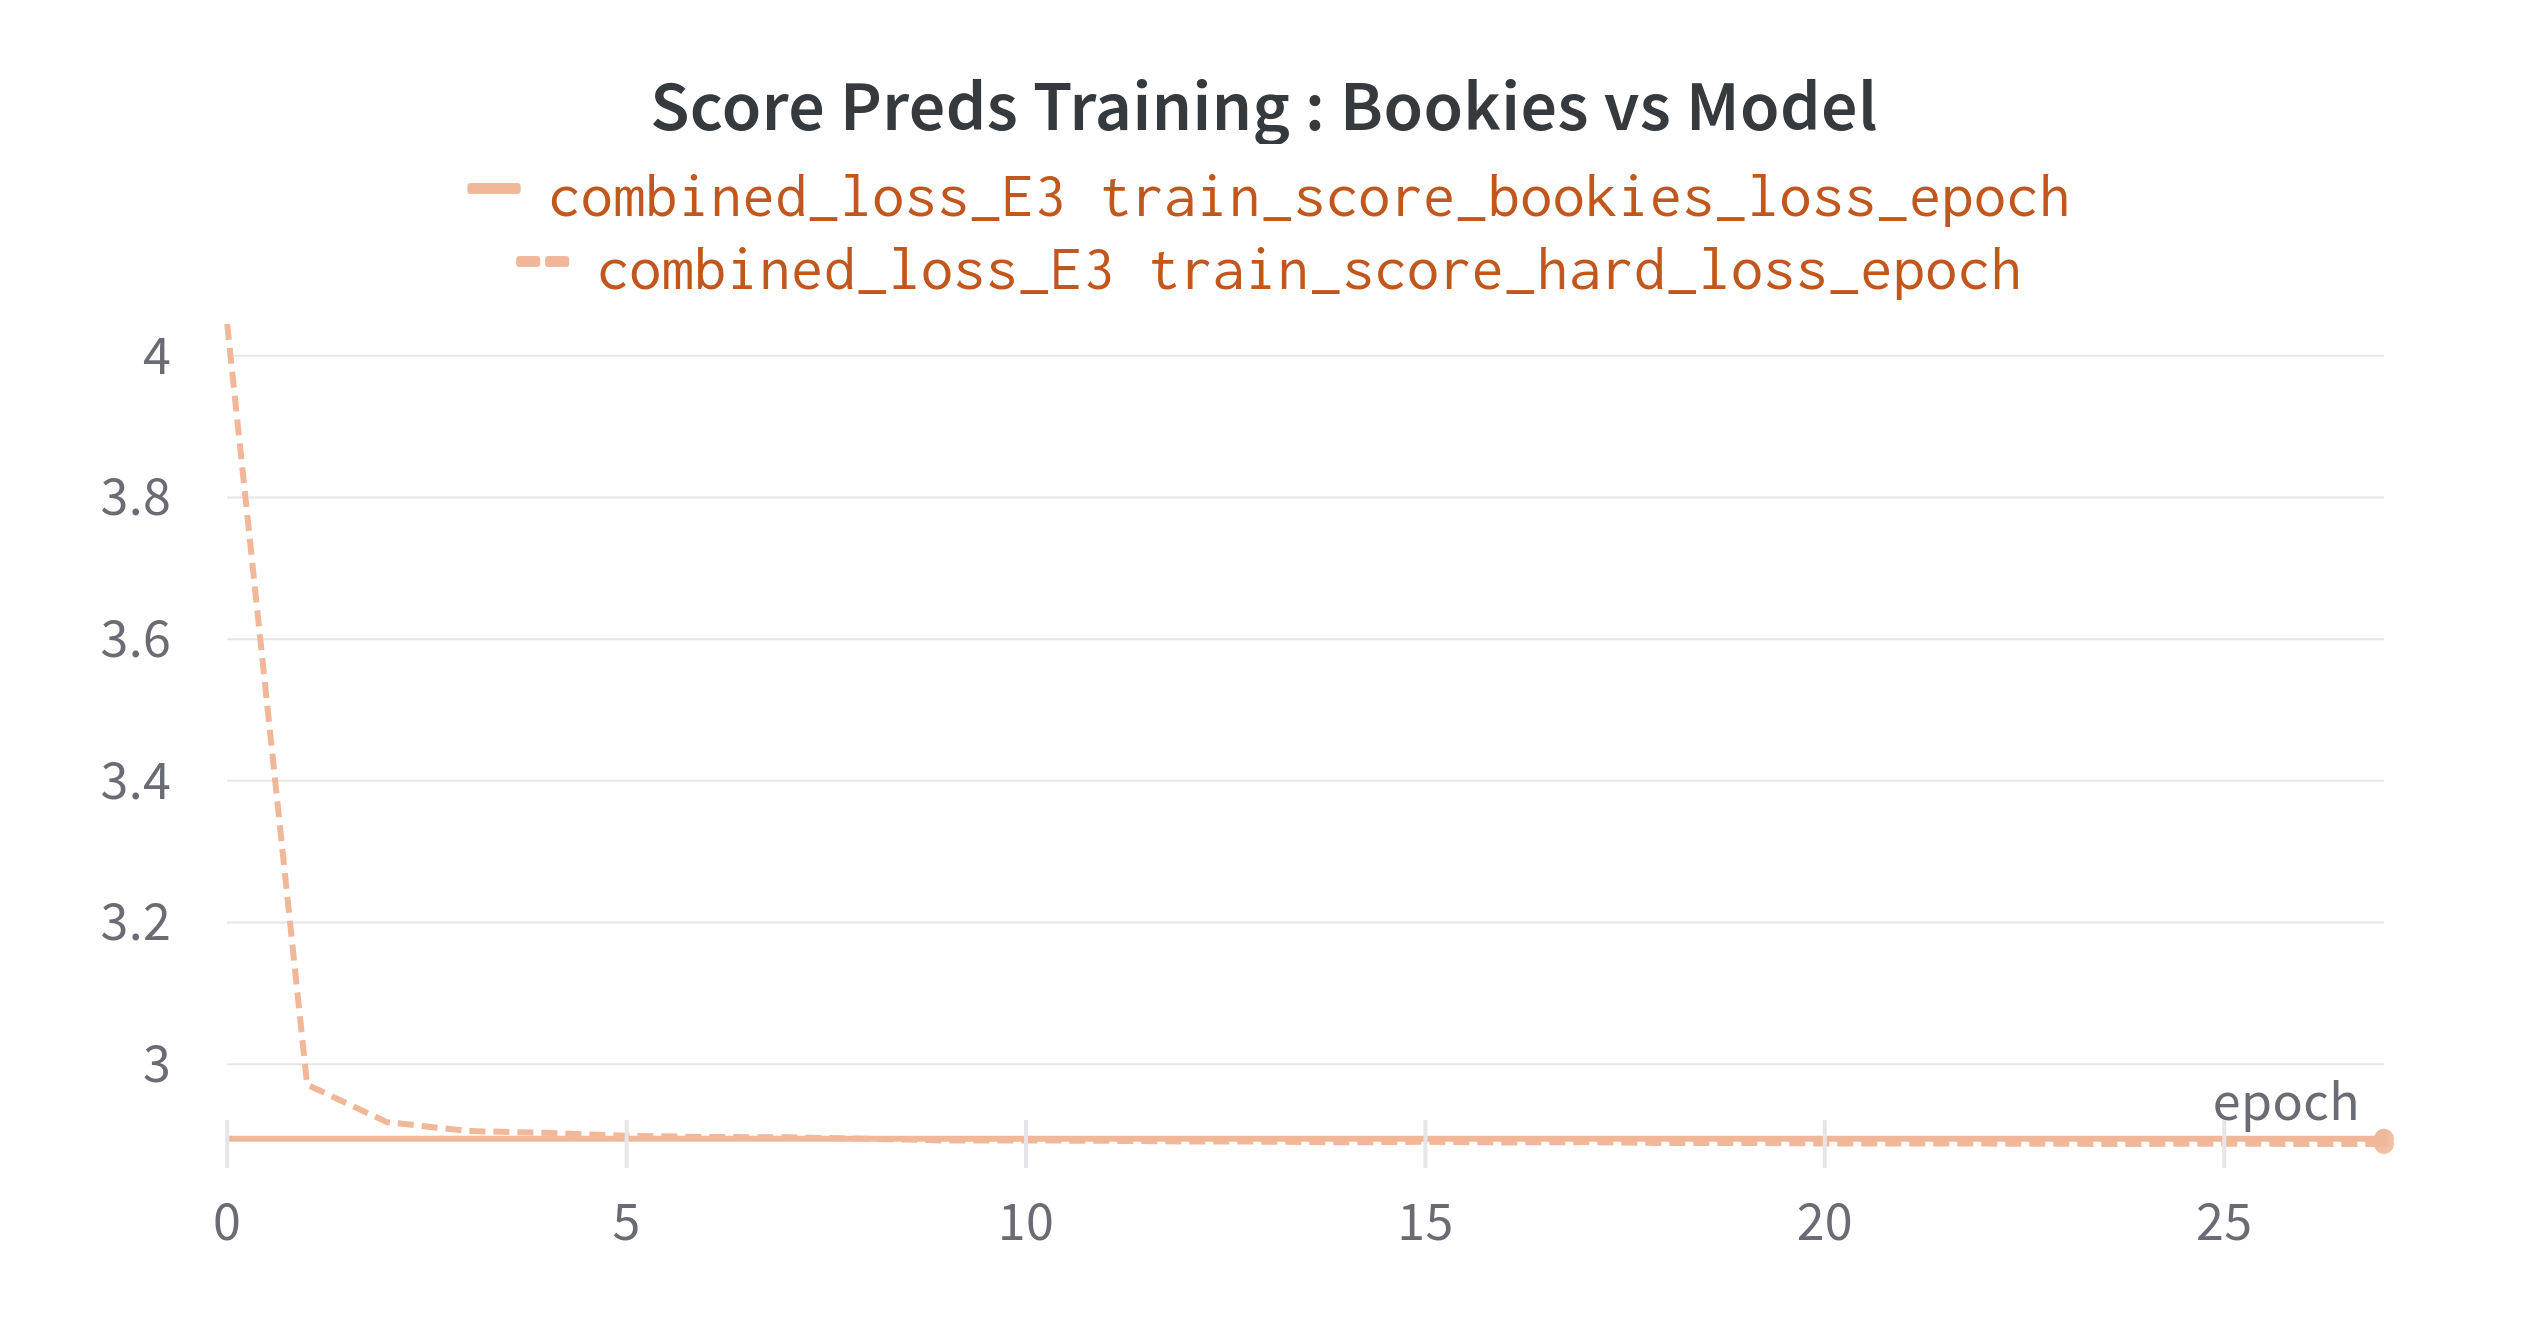 Score Preds Training : Bookies vs Model
combined_loss_E3 train_score_bookies_loss_epoch
combined_loss_E3 train_score_hard_loss_epoch
4
3.8
3.6
3.4
3.2
3
epoch
0 5 10 15 20 25